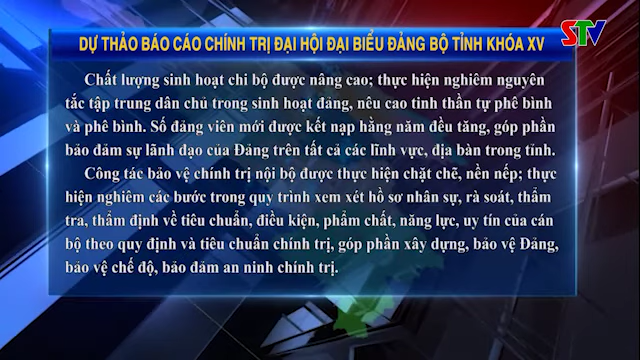 DỰ THẢO BÁO CÁO CHÍNH TRỊ ĐẠI HỘI ĐẠI BIỂU ĐẢNG BỘ TỈNH KHÓA XV
STV
Chất lượng sinh hoạt chi bộ được nâng cao; thực hiện nghiêm nguyên
tắc tập trung dân chủ trong sinh hoạt đảng, nêu cao tinh thần tự phê bình
và phê bình. Số đảng viên mới được kết nạp hằng năm đều tăng, góp phần
bảo đảm sự lãnh đạo của Đảng trên tất cả các lĩnh vực, địa bàn trong tỉnh.
Công tác bảo vệ chính trị nội bộ được thực hiện chặt chẽ, nền nếp; thực
hiện nghiêm các bước trong quy trình xem xét hồ sơ nhân sự, rà soát, thẩm
tra, thẩm định về tiêu chuẩn, điều kiện, phẩm chất, năng lực, uy tín của cán
bộ theo quy định và tiêu chuẩn chính trị, góp phần xây dựng, bảo vệ Đảng,
bảo vệ chế độ, bảo đảm an ninh chính trị.